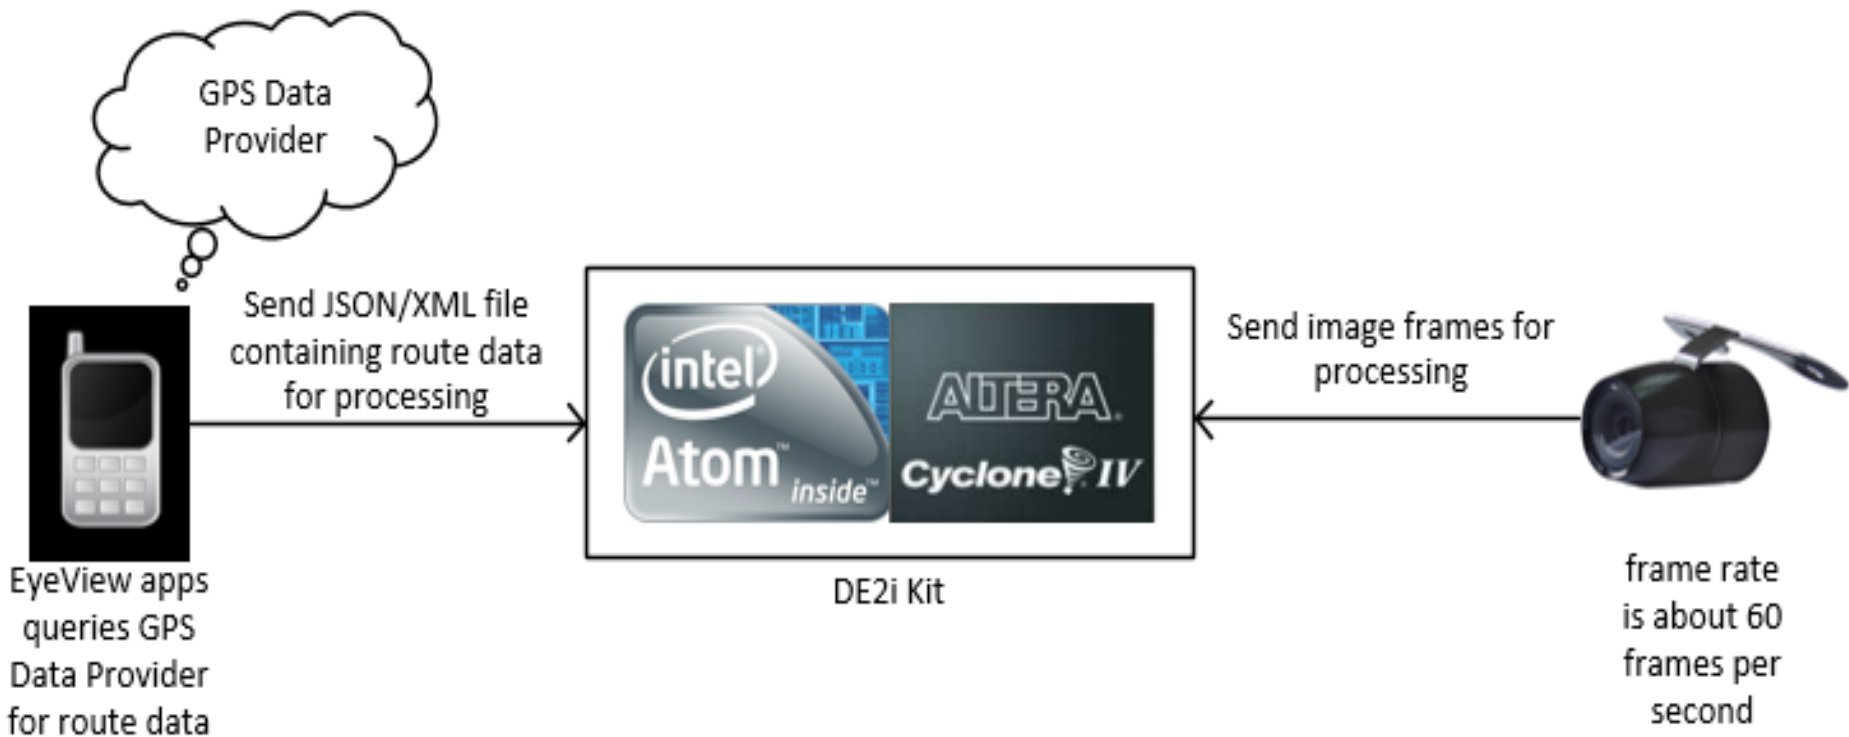 GPS Data
Provider
Send JSON/XML file
containing route data
for processing
EyeView apps
queries GPS
Data Provider
for route data
intel®
Atom™
inside™
ALTERA®
Cyclone® IV
DE2i Kit
Send image frames for
processing
frame rate
is about 60
frames per
second